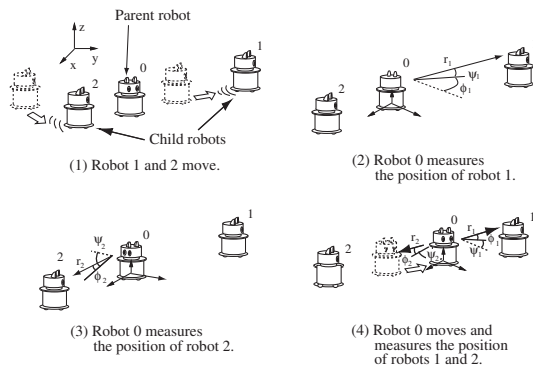 Parent robot
z
y
x
0
1
2
Child robots
(1) Robot 1 and 2 move.
0
1
2
r1
ψ1
ϕ1
(2) Robot 0 measures
the position of robot 1.
0
1
2
ψ2
r2
ϕ2
(3) Robot 0 measures
the position of robot 2.
0
1
2
r2
ϕ2
ψ2
r1
ϕ1
ψ1
(4) Robot 0 moves and
measures the position
of robots 1 and 2.